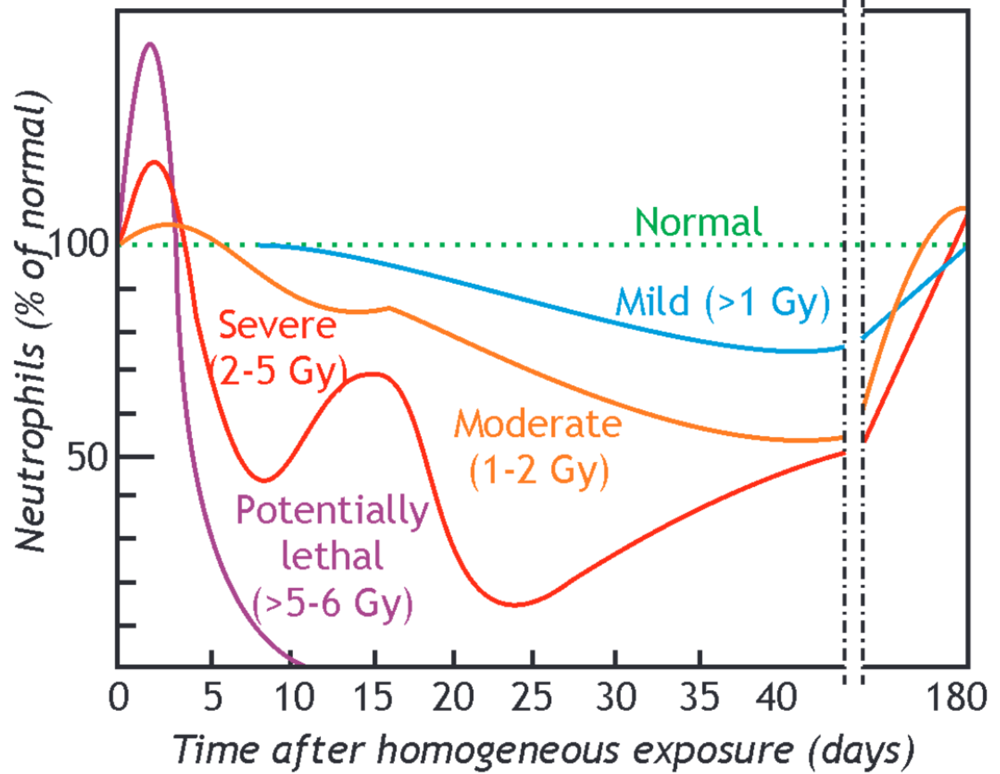 Neutrophils (% of normal)
100
50
Normal
Mild (>1 Gy)
Severe
(2-5 Gy)
Moderate
(1-2 Gy)
Potentially
lethal
(>5-6 Gy)
0 5 10 15 20 25 30 35 40 180
Time after homogeneous exposure (days)